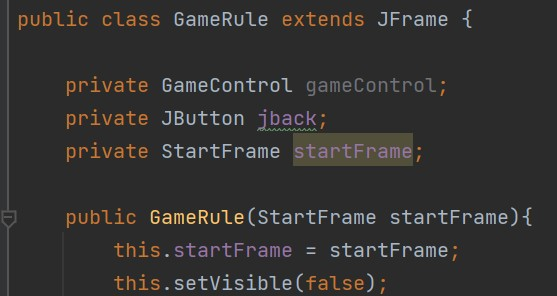 public class GameRule extends JFrame {
private GameControl gameControl;
private JButton jback;
private StartFrame startFrame;
public GameRule(StartFrame startFrame){
this.startFrame = startFrame;
this.setVisible(false);